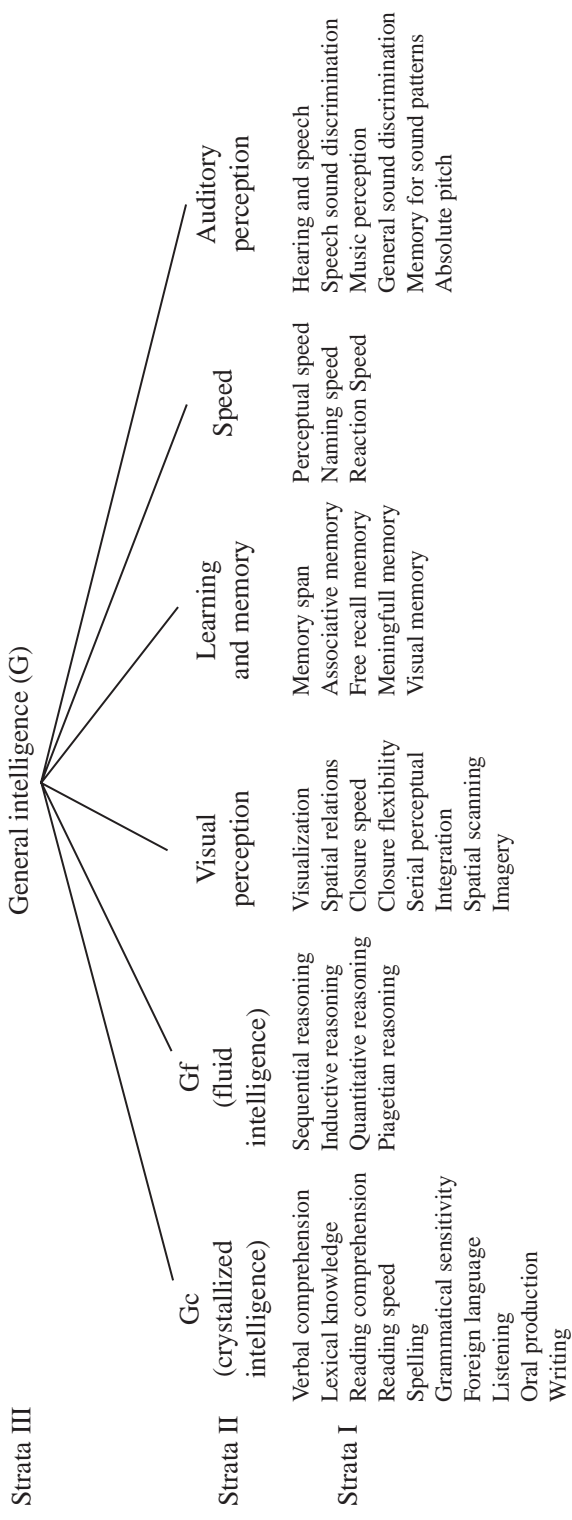 Strata III
General intelligence (G)
Strata II
Gc
(crystallized
intelligence)
Gf
(fluid
intelligence)
Visual
perception
Learning
and memory
Speed
Auditory
perception
Strata I
Verbal comprehension
Lexical knowledge
Reading comprehension
Reading speed
Spelling
Grammatical sensitivity
Foreign language
Listening
Oral production
Writing
Sequential reasoning
Inductive reasoning
Quantitative reasoning
Piagetian reasoning
Visualization
Spatial relations
Closure speed
Closure flexibility
Serial perceptual
Integration
Spatial scanning
Imagery
Memory span
Associative memory
Free recall memory
Meningfull memory
Visual memory
Perceptual speed
Naming speed
Reaction Speed
Hearing and speech
Speech sound discrimination
Music perception
General sound discrimination
Memory for sound patterns
Absolute pitch